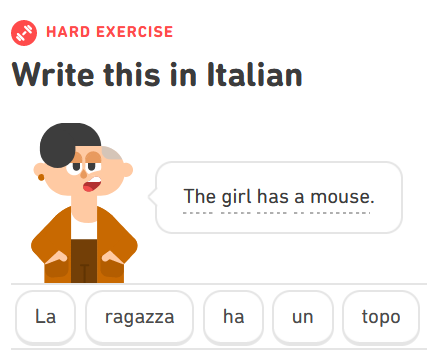 HARD EXERCISE
Write this in Italian
The girl has a mouse.
La ragazza ha un topo